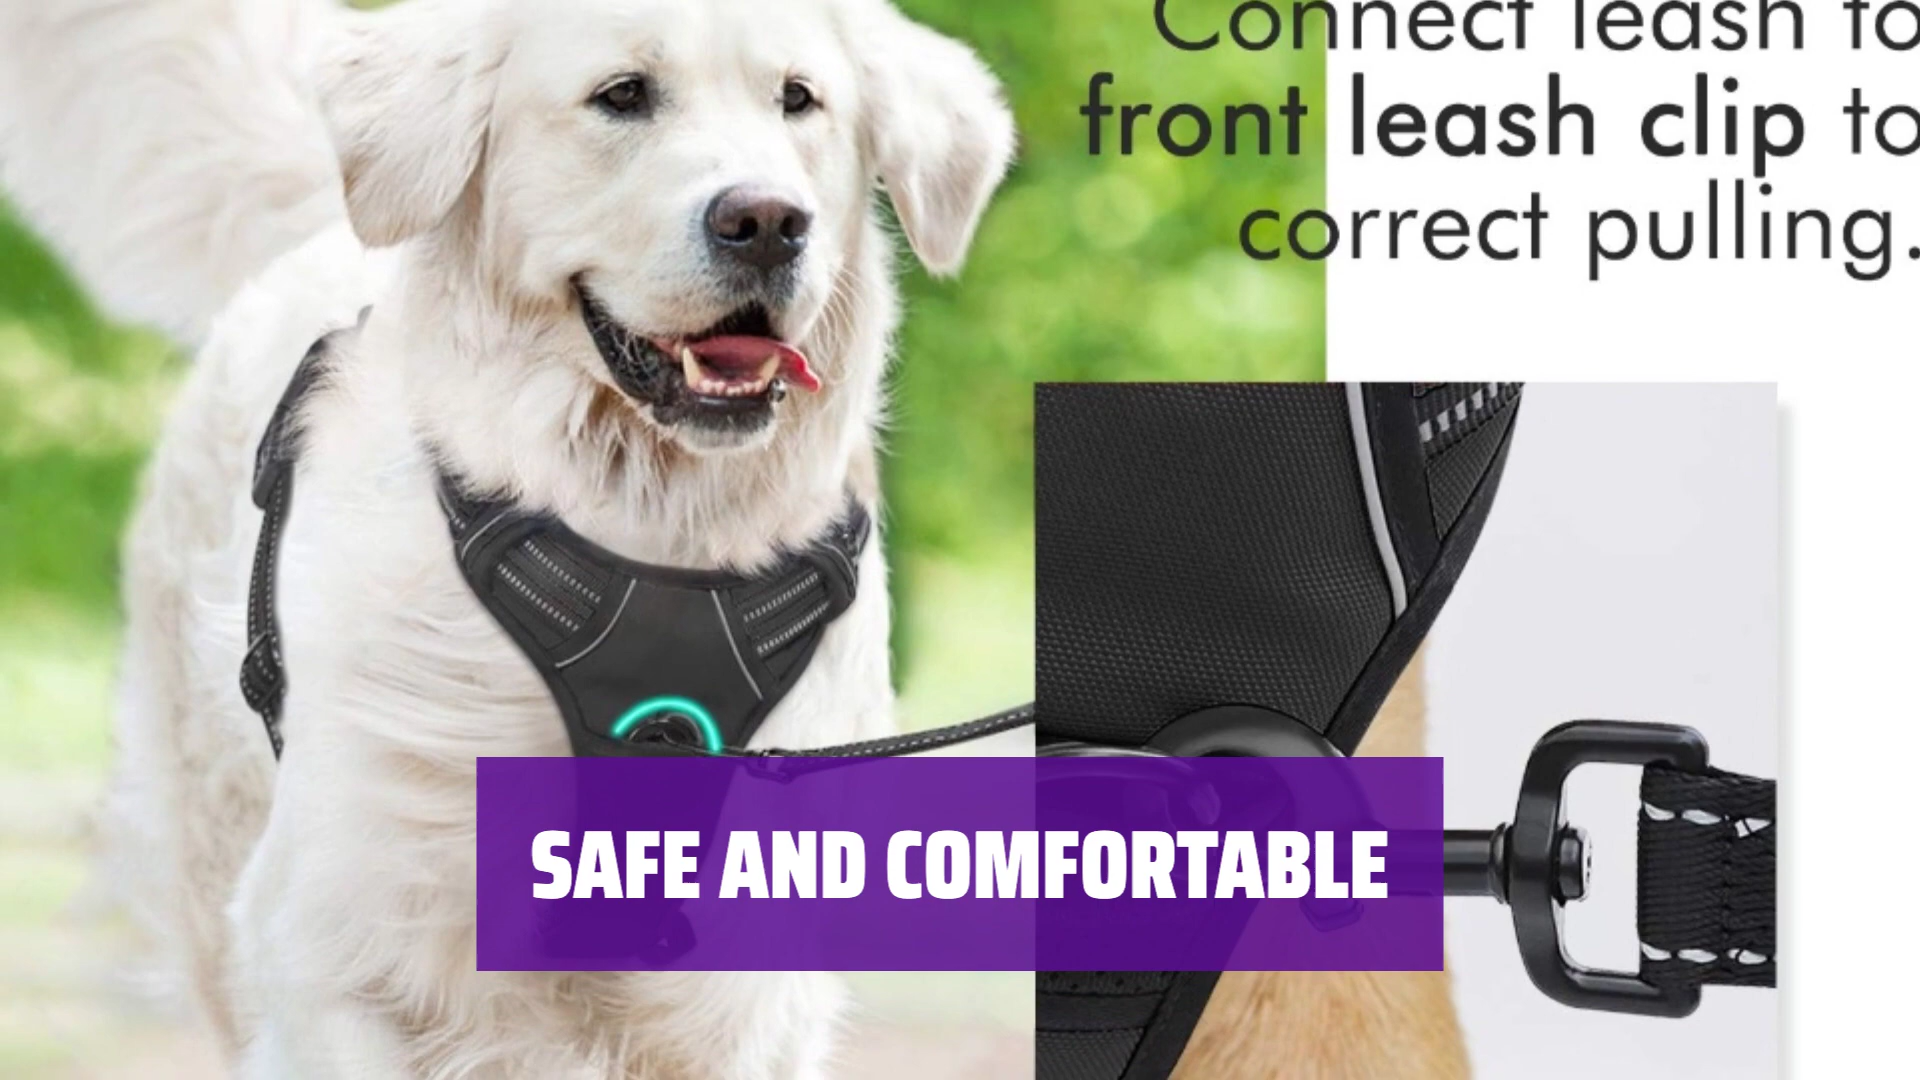 Connect leash to
front leash clip to
correct pulling.
SAFE AND COMFORTABLE